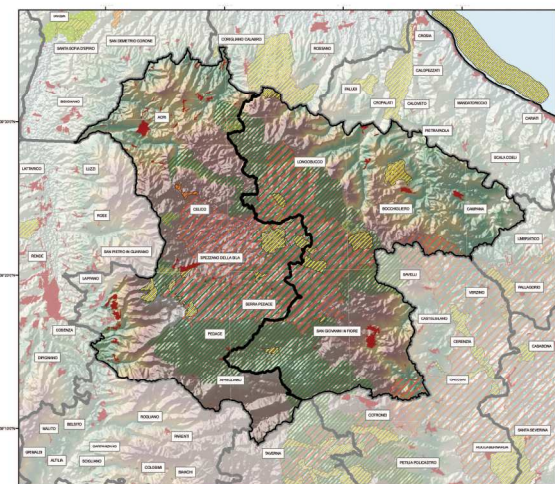 SAN DEMETRIO CORONE
CORIGLIANO CALABRO
CROSIA
SANTA SOFIA D'EPIRO
ROSSANO
CALOPEZZATI
PALUDI
BISIGNANO
CROPALATI
CALOVETO
MANDATORICCIO
ACRI
CARIATI
PIETRAPAOLA
LONGOBUCCO
SCALA COELI
LATTARICO
LUZZI
BOCCHIGLIERO
CAMPANA
CELICO
ROSE
UMBRIATICO
SAN PIETRO IN GUARANO
RENDE
SPEZZANO DELLA SILA
LAPPANO
SAVELLI
PALLAGORIO
VERZINO
SERRA PEDACE
CASTELSILANO
COSENZA
SAN GIOVANNI IN FIORE
PEDACE
CERENZIA
CASABONA
DIPIGNANO
COTRONEI
ROGLIANO
MALITO
BELSITO
PARENTI
SANTA SEVERINA
GRIMALDI
ALTILIA
SCIGLIANO
TAVERNA
COLOSIMI
BIANCHI
PETILIA POLICASTRO